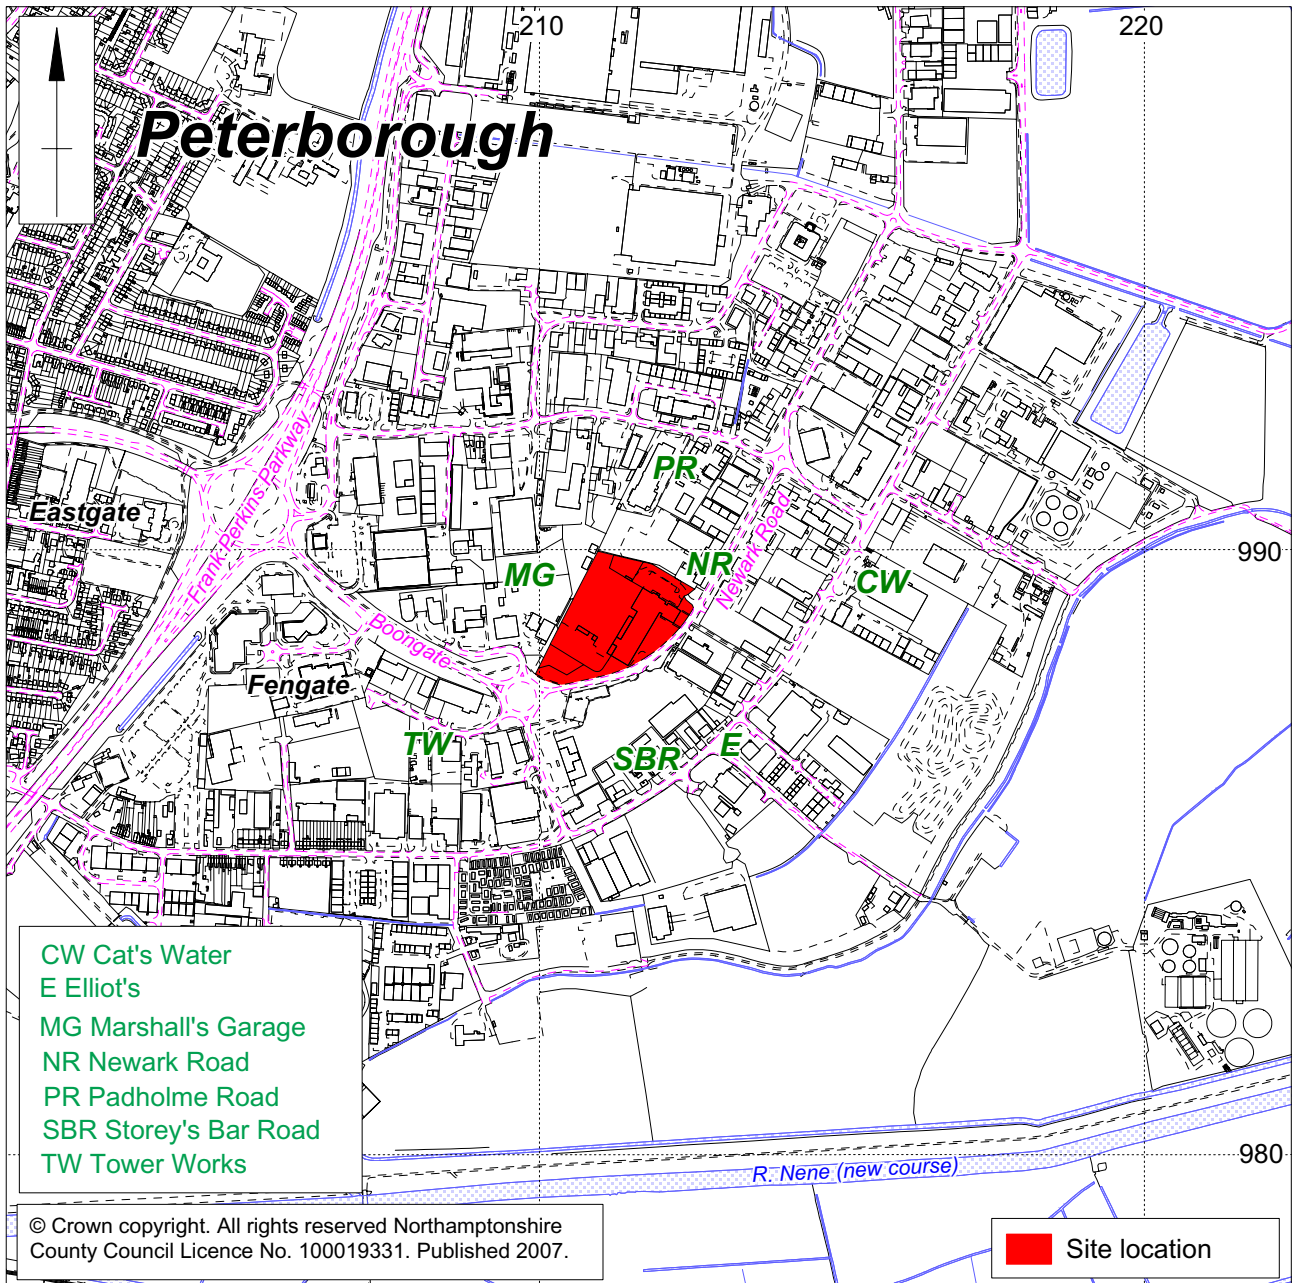 210
220
Peterborough
Frank Perkins Parkway
PR
Eastgate
Newark Road
990
MG
NR
CW
Boongate
Fengate
TW
SBR
E
CW Cat's Water
E Elliot's
MG Marshall's Garage
NR Newark Road
PR Padholme Road
SBR Storey's Bar Road
TW Tower Works
980
R. Nene (new course)
© Crown copyright. All rights reserved Northamptonshire
County Council Licence No. 100019331. Published 2007.
Site location